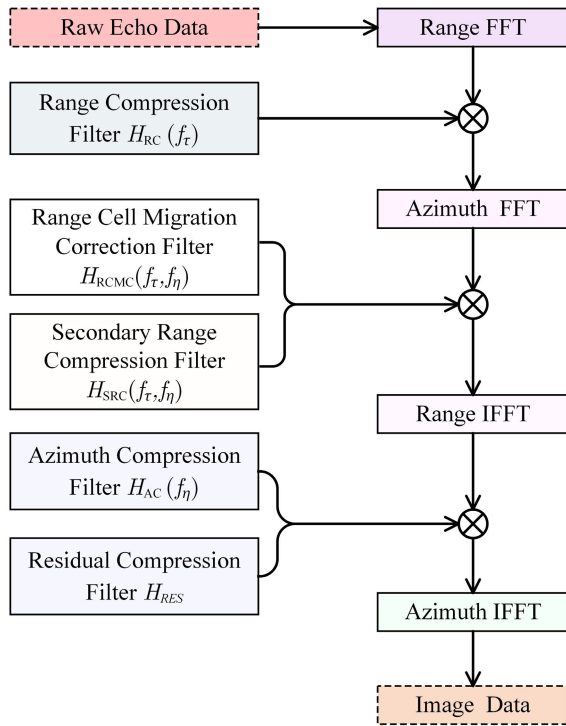 Raw Echo Data
Range FFT
Range Compression
Filter H_RC (f_τ)
Azimuth FFT
Range Cell Migration
Correction Filter
H_RCMC(f_τ,f_η)
Secondary Range
Compression Filter
H_SRC(f_τ,f_η)
Range IFFT
Azimuth Compression
Filter H_AC (f_η)
Residual Compression
Filter H_RES
Azimuth IFFT
Image Data